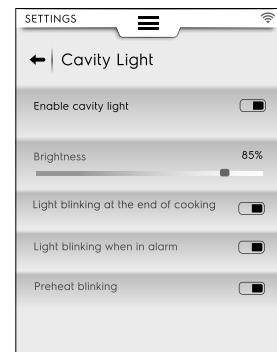 SETTINGS
Cavity Light
Enable cavity light
Brightness 85%
Light blinking at the end of cooking
Light blinking when in alarm
Preheat blinking